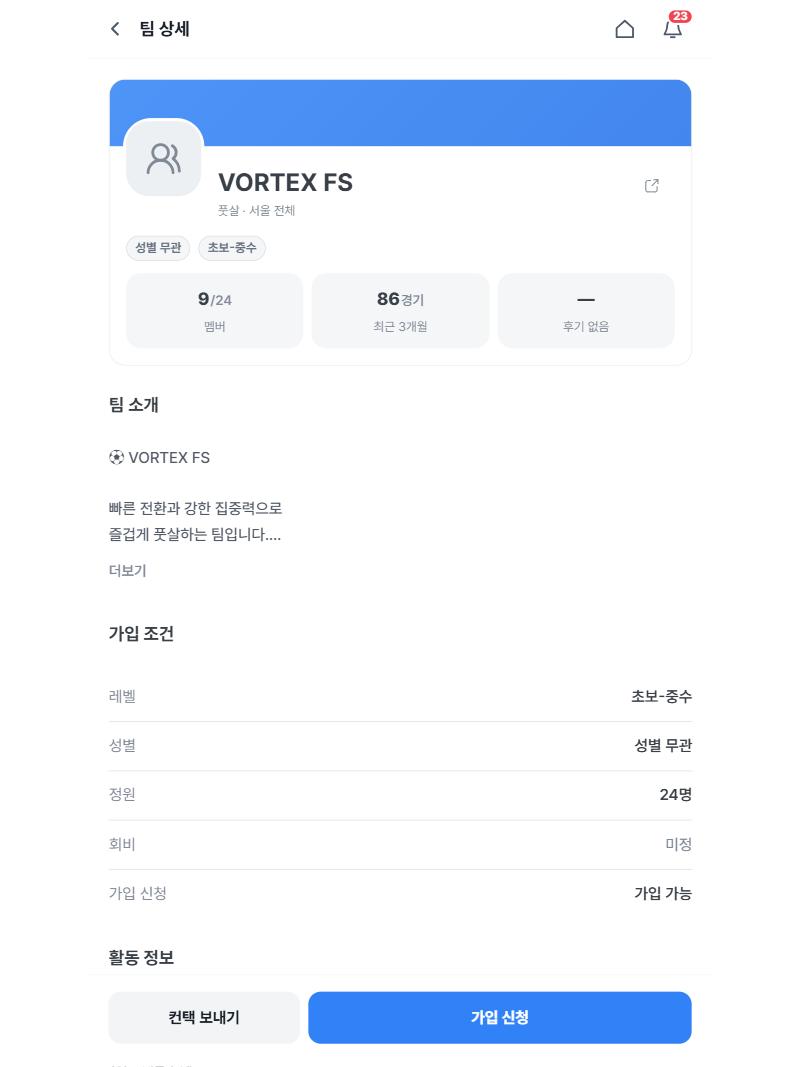 팀 상세
23
VORTEX FS
풋살 · 서울 전체
성별 무관
초보-중수
9/24
멤버
86경기
최근 3개월
—
후기 없음
팀 소개
⚽ VORTEX FS
빠른 전환과 강한 집중력으로
즐겁게 풋살하는 팀입니다....
더보기
가입 조건
레벨 초보-중수
성별 성별 무관
정원 24명
회비 미정
가입 신청 가입 가능
활동 정보
컨택 보내기
가입 신청